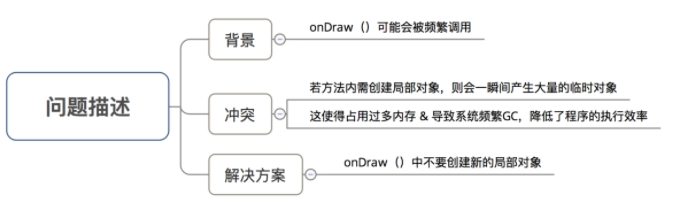 问题描述
背景
onDraw（）可能会被频繁调用
冲突
若方法内需创建局部对象，则会一瞬间产生大量的临时对象
这使得占用过多内存 & 导致系统频繁GC，降低了程序的执行效率
解决方案
onDraw（）中不要创建新的局部对象